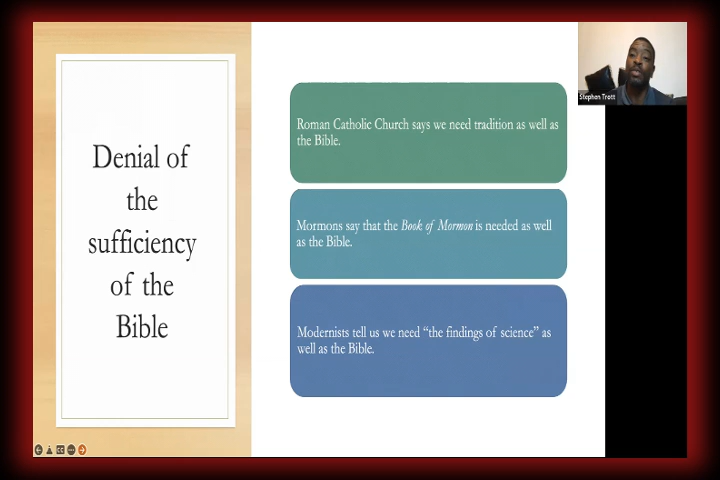 Denial of
the
sufficiency
of the
Bible
Roman Catholic Church says we need tradition as well as
the Bible.
Mormons say that the Book of Mormon is needed as well
as the Bible.
Modernists tell us we need “the findings of science” as
well as the Bible.
Stephen Trott